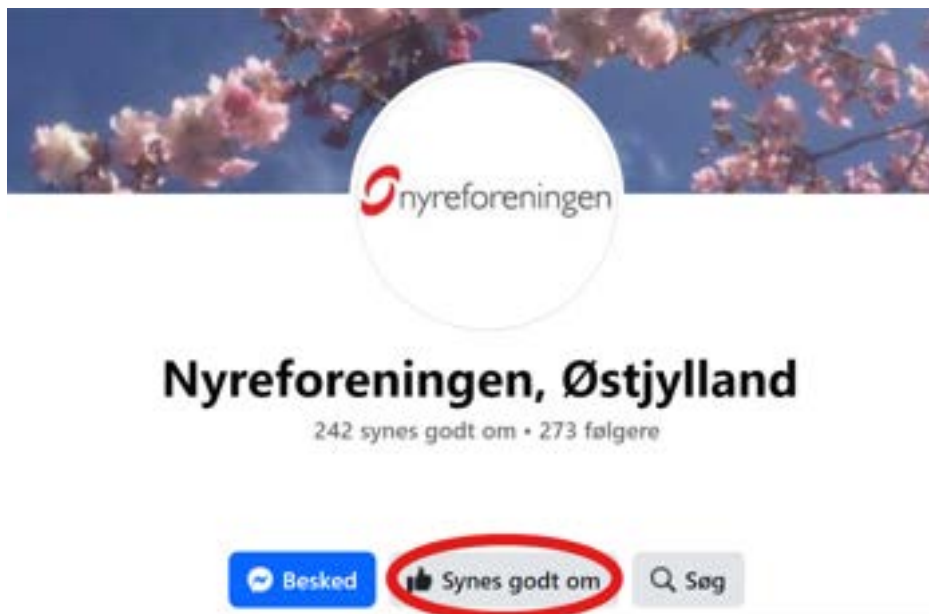 nyreforeningen
Nyreforeningen, Østjylland
242 synes godt om • 273 følgere
Besked Synes godt om Søg